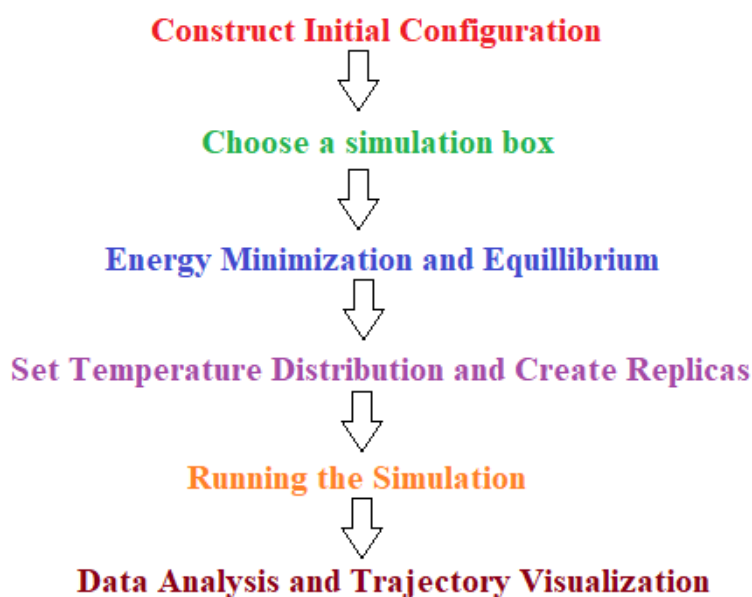 Construct Initial Configuration
Choose a simulation box
Energy Minimization and Equillibrium
Set Temperature Distribution and Create Replicas
Running the Simulation
Data Analysis and Trajectory Visualization